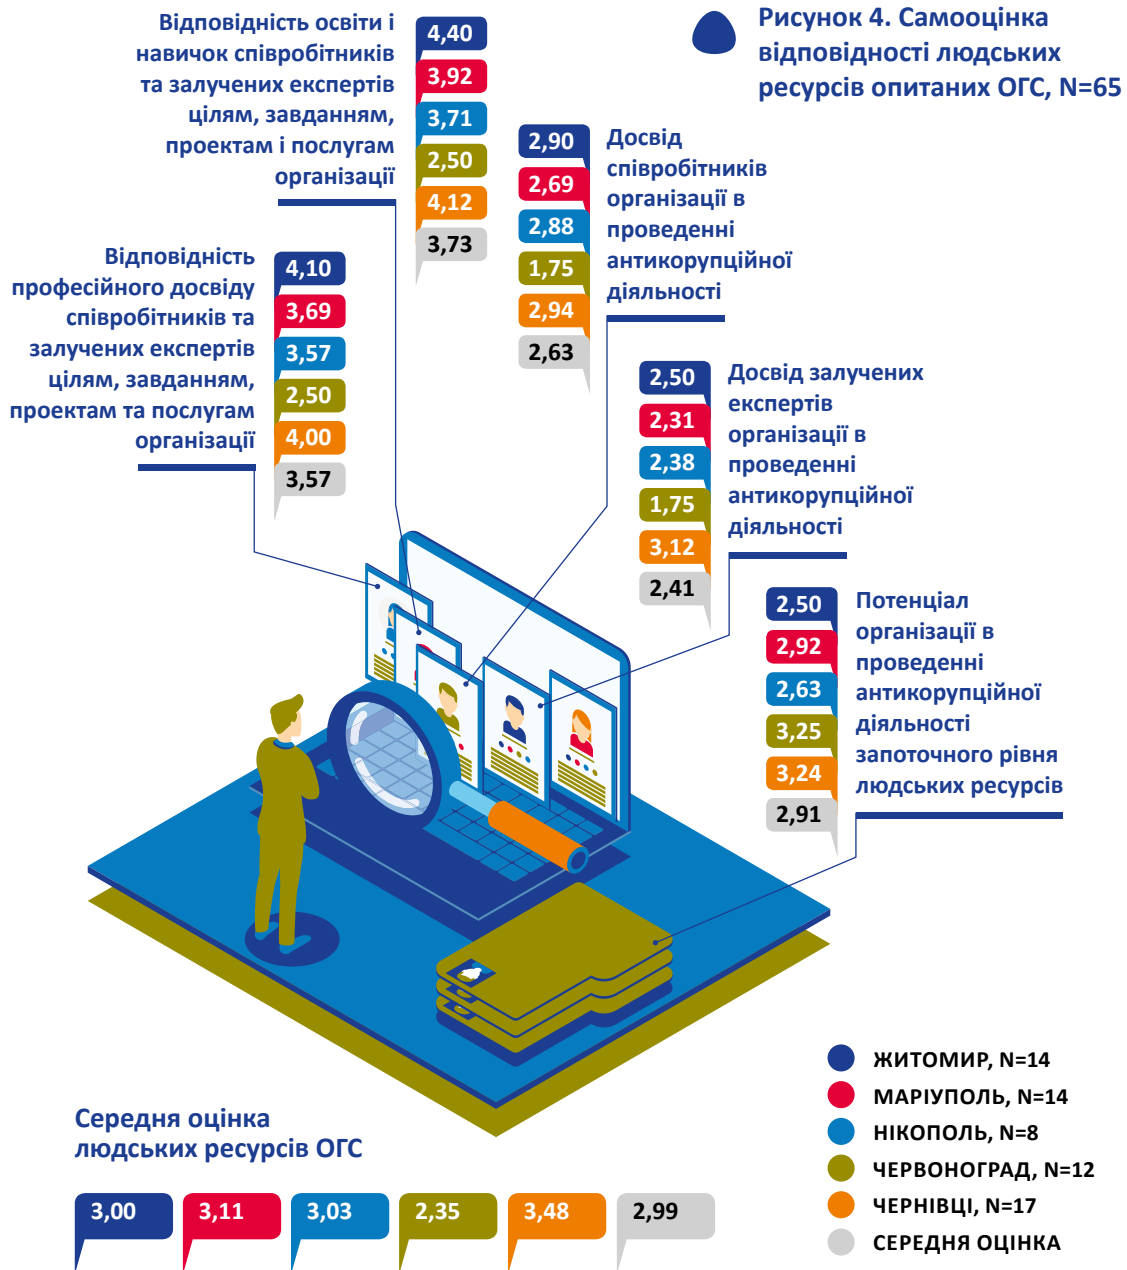 Рисунок 4. Самооцінка
відповідності людських
ресурсів опитаних ОГС, N=65
Відповідність освіти і
навичок співробітників
та залучених експертів
цілям, завданням,
проектам і послугам
організації
4,40
3,92
3,71
2,50
4,12
3,73
Досвід
співробітників
організації в
проведенні
антикорупційної
діяльності
2,90
2,69
2,88
1,75
2,94
2,63
Відповідність
професійного досвіду
співробітників та
залучених експертів
цілям, завданням,
проектам та послугам
організації
4,10
3,69
3,57
2,50
4,00
3,57
Досвід залучених
експертів
організації в
проведенні
антикорупційної
діяльності
2,50
2,31
2,38
1,75
3,12
2,41
Потенціал
організації в
проведенні
антикорупційної
діяльності
запоточного рівня
людських ресурсів
2,50
2,92
2,63
3,25
3,24
2,91
Середня оцінка
людських ресурсів ОГС
3,00
3,11
3,03
2,35
3,48
2,99
ЖИТОМИР, N=14
МАРІУПОЛЬ, N=14
НІКОПОЛЬ, N=8
ЧЕРВОНОГРАД, N=12
ЧЕРНІВЦІ, N=17
СЕРЕДНЯ ОЦІНКА